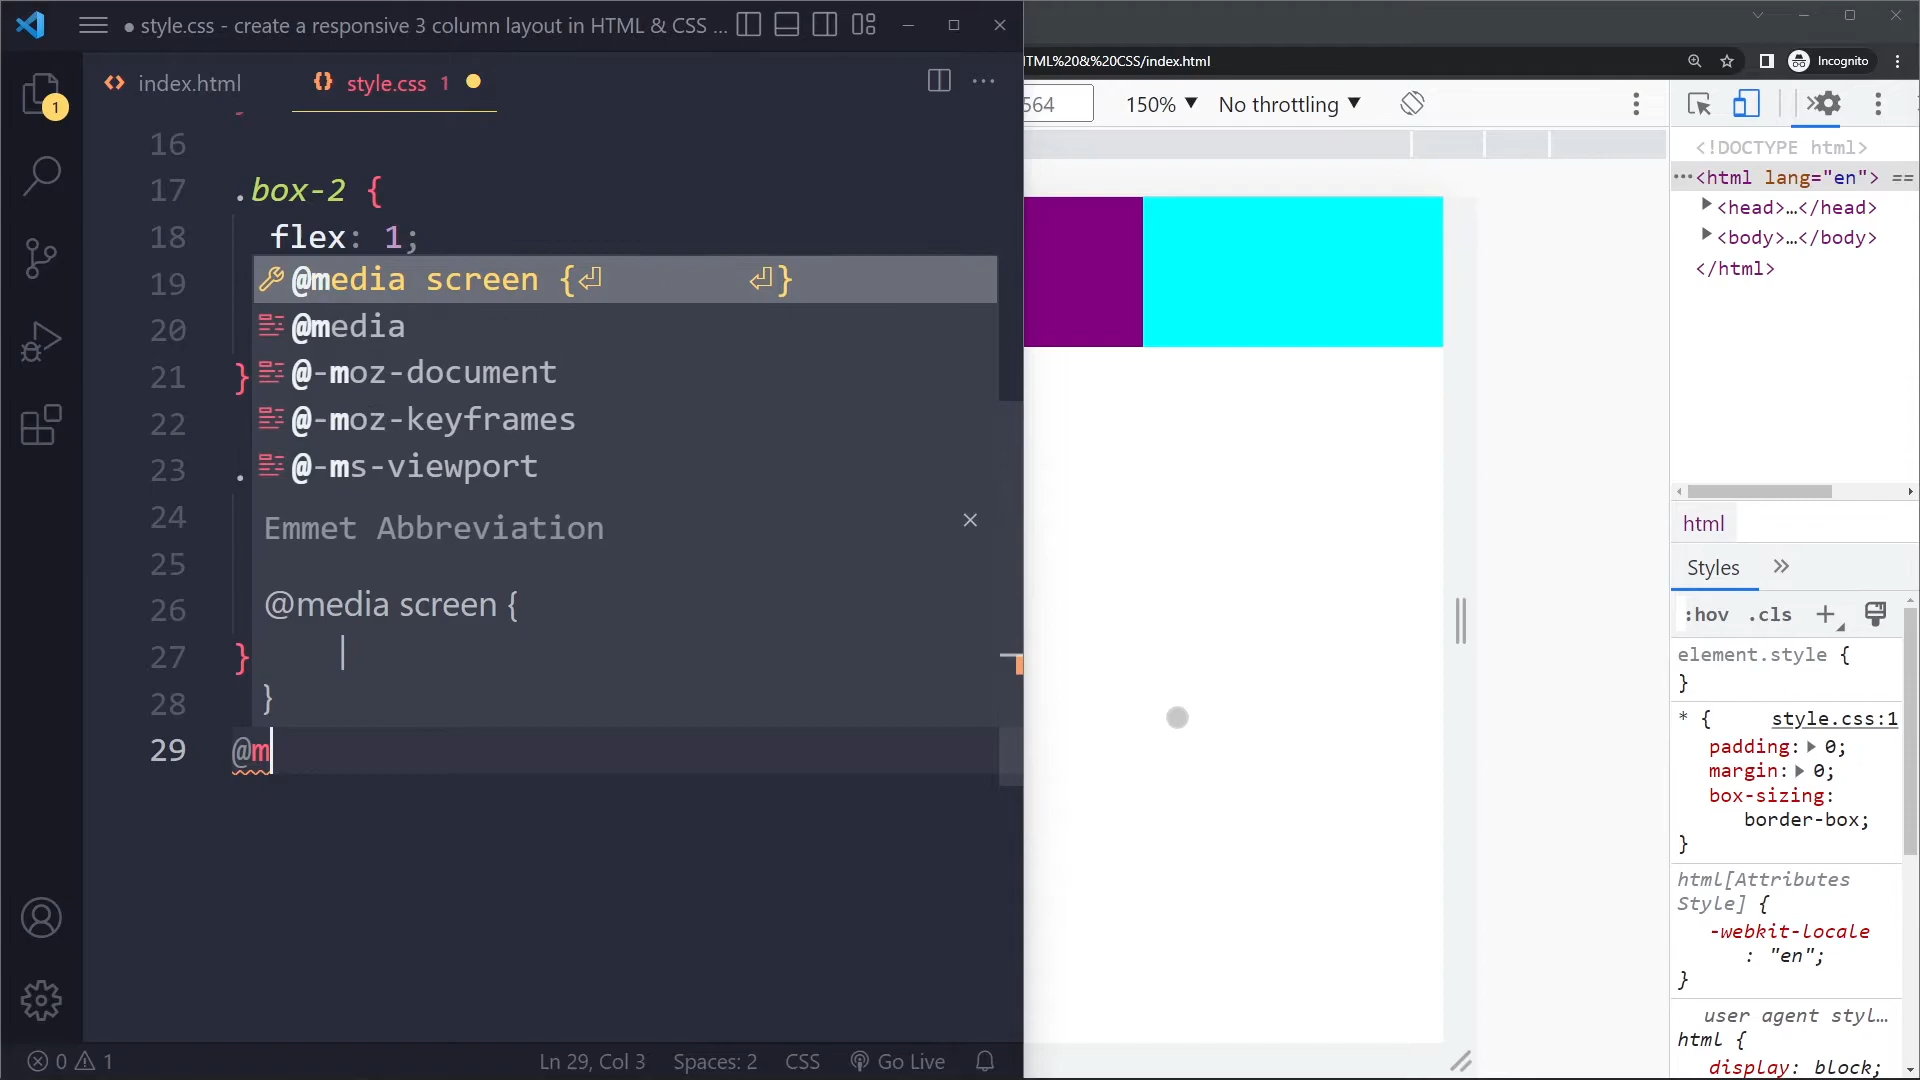 style.css - create a responsive 3 column layout in HTML & CSS ...
index.html
style.css 1
1
16
17 .box-2 {
18 flex: 1;
19
20
21 }
22
23 .
24
25
26
27 }
28
29 @m
@media screen {⏎ ⏎}
@media
@-moz-document
@-moz-keyframes
@-ms-viewport
Emmet Abbreviation
@media screen {
|
}
0 1
Ln 29, Col 3
Spaces: 2
CSS
Go Live
TML%20&%20CSS/index.html
Incognito
564
150%
No throttling
<!DOCTYPE html>
···<html lang="en"> ==
<head>…</head>
<body>…</body>
</html>
html
Styles
:hov .cls
element.style {
}
* { style.css:1
padding: 0;
margin: 0;
box-sizing:
border-box;
}
html[Attributes
Style] {
-webkit-locale
: "en";
}
user agent styl…
html {
display: block;